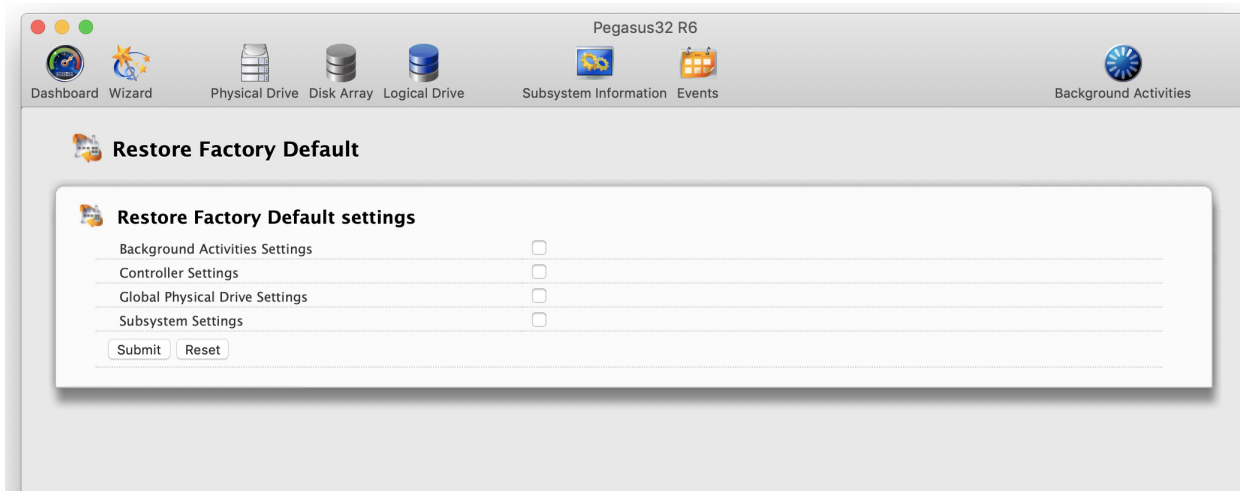 Pegasus32 R6
Dashboard Wizard Physical Drive Disk Array Logical Drive Subsystem Information Events Background Activities
Restore Factory Default
Restore Factory Default settings
Background Activities Settings
Controller Settings
Global Physical Drive Settings
Subsystem Settings
Submit Reset